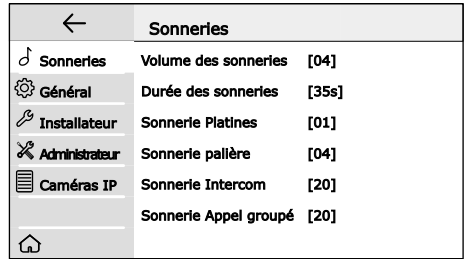 Sonneries
Sonneries
Général
Installateur
Administrateur
Caméras IP
Volume des sonneries [04]
Durée des sonneries [35s]
Sonnerie Platines [01]
Sonnerie palière [04]
Sonnerie Intercom [20]
Sonnerie Appel groupé [20]